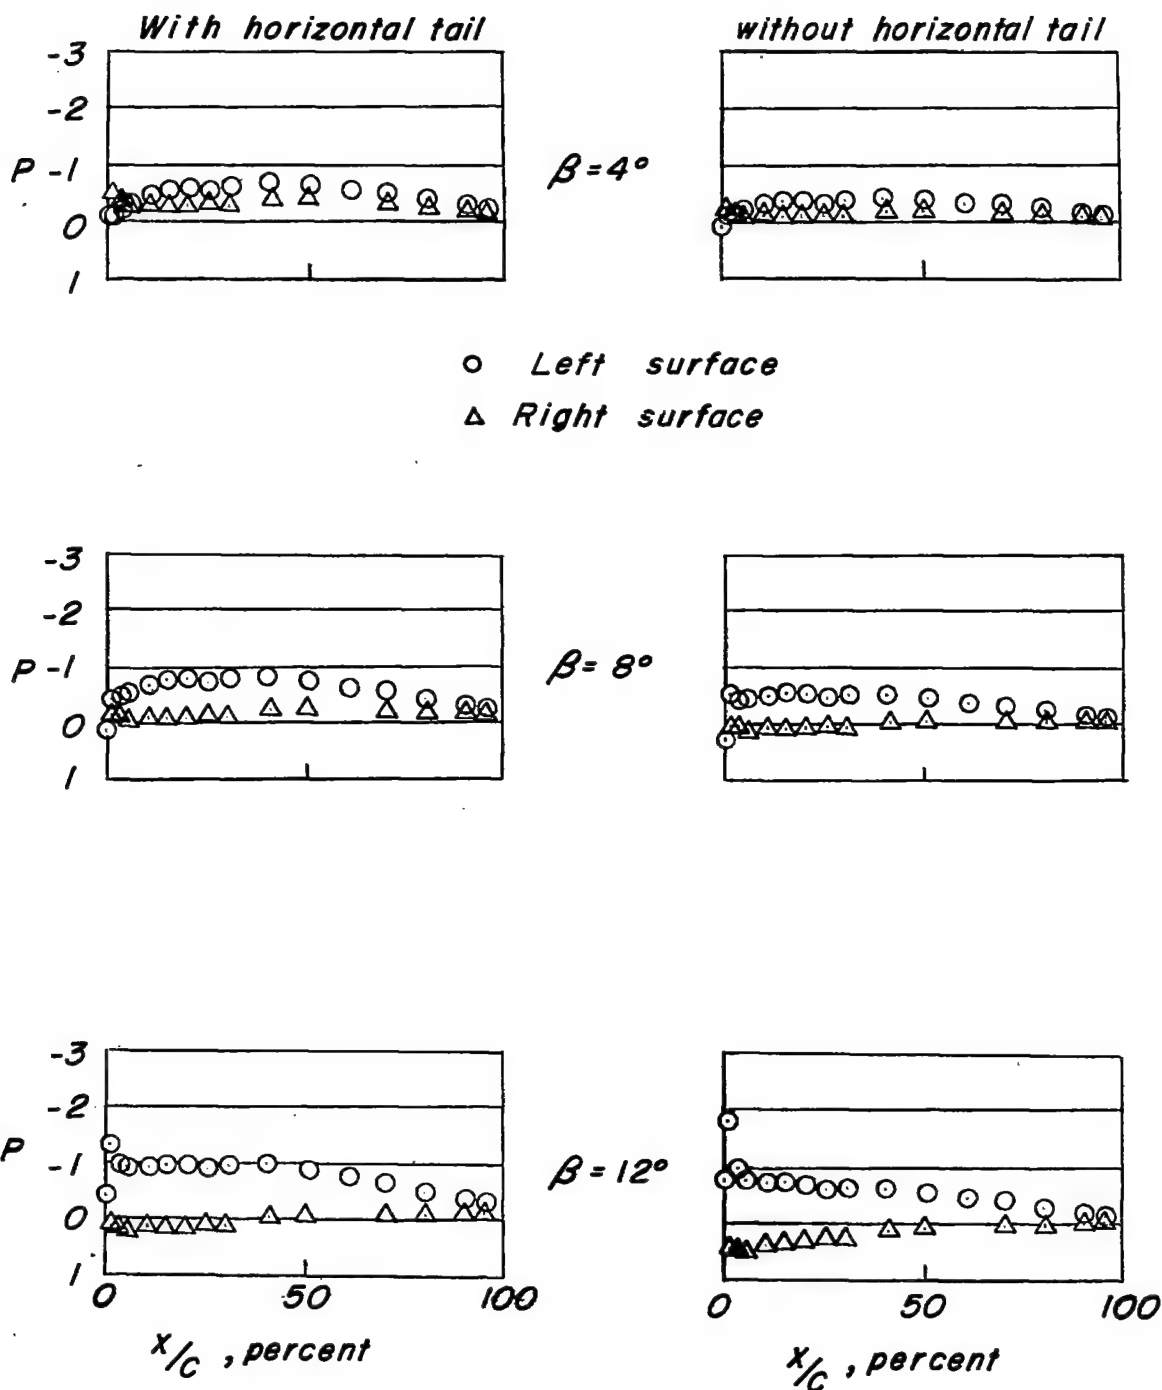 With horizontal tail
without horizontal tail
-3
-2
P -1
0
1
β = 4°
Left surface
Right surface
-3
-2
P -1
0
1
β = 8°
-3
-2
P -1
0
1
β = 12°
0 50 100
0 50 100
x/c , percent
x/c , percent